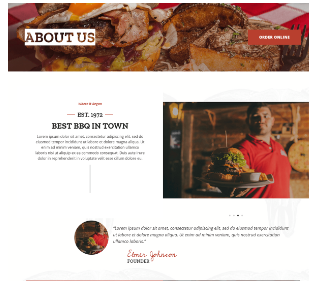 ABOUT US
ORDER ONLINE
EST. 1972
BEST BBQ IN TOWN
Lorem ipsum dolor sit amet, consectetur adipiscing elit, sed do
eiusmod tempor incididunt ut labore et dolore magna aliqua. Ut
enim ad minim veniam, quis nostrud exercitation ullamco
laboris nisi ut aliquip ex ea commodo consequat. Duis aute irure
dolor in reprehenderit in voluptate velit esse cillum dolore eu.
"Lorem ipsum dolor sit amet, consectetur adipiscing elit, sed do eiusmod tempor incididunt
ut labore et dolore magna aliqua. Ut enim ad minim veniam, quis nostrud exercitation
ullamco laboris."
Johnson
FOUNDER